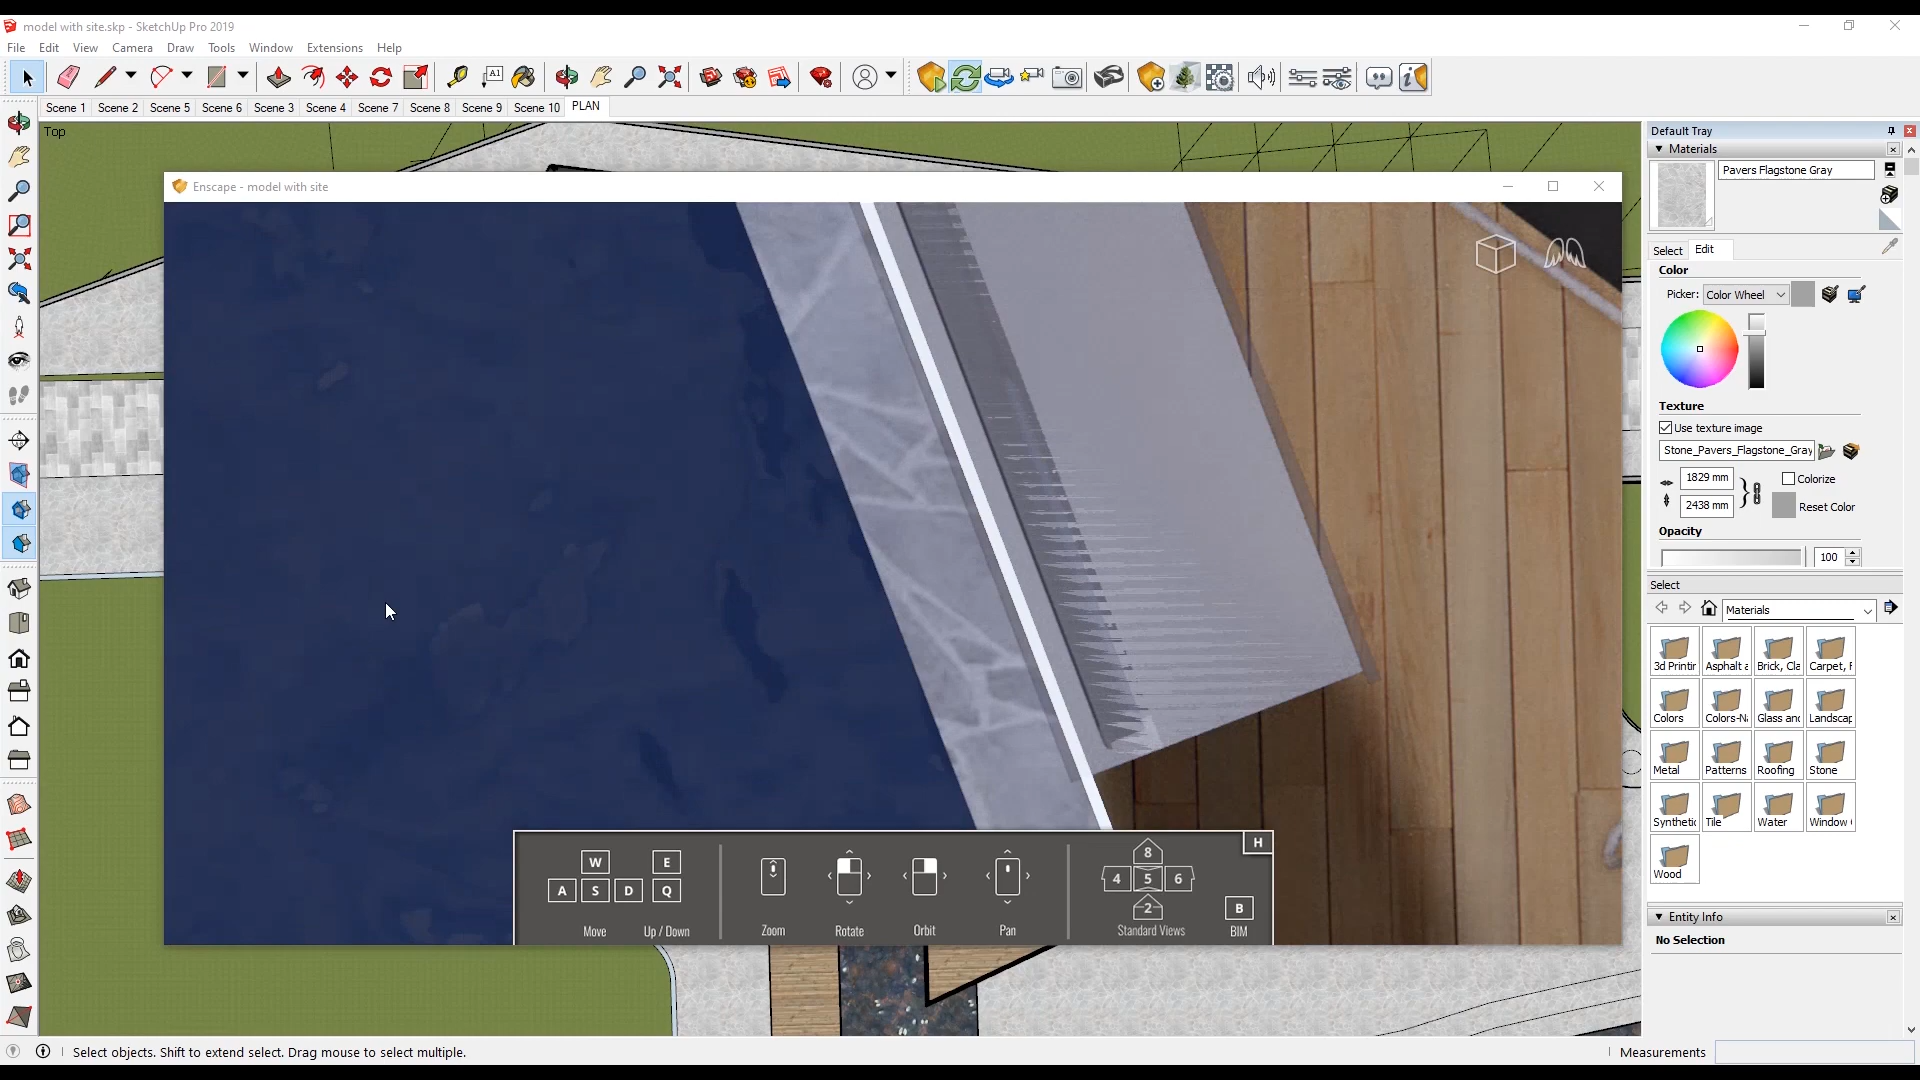 model with site.skp - SketchUp Pro 2019
File Edit View Camera Draw Tools Window Extensions Help
A1
Scene 1 Scene 2 Scene 5 Scene 6 Scene 3 Scene 4 Scene 7 Scene 8 Scene 9 Scene 10 PLAN
Top
Enscape - model with site
W E
A S D Q
Move Up / Down
Zoom Rotate Orbit Pan
8
4 5 6
2
Standard Views
B
BIM
H
Default Tray
Materials
Pavers Flagstone Gray
Select Edit
Color
Picker: Color Wheel
Texture
Use texture image
Stone_Pavers_Flagstone_Gray
1829 mm Colorize
2438 mm Reset Color
Opacity
100
Select
Materials
3d Printir Asphalt a Brick, Cla Carpet, F
Colors Colors-Na Glass and Landscap
Metal Patterns Roofing Stone
Synthetic Tile Water Window
Wood
Entity Info
No Selection
Select objects. Shift to extend select. Drag mouse to select multiple.
Measurements